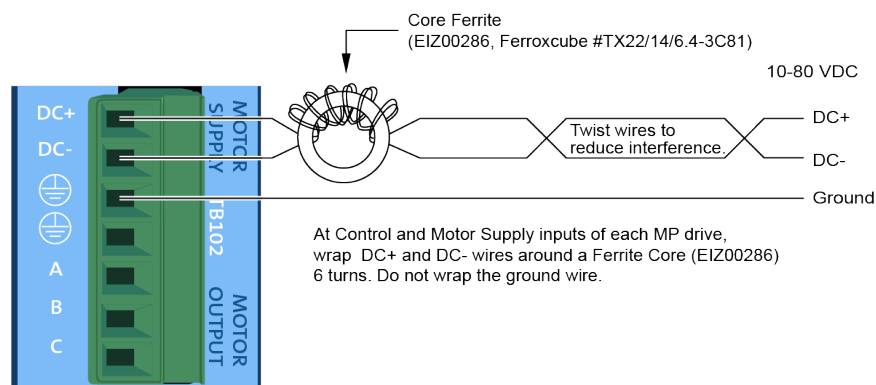 Core Ferrite
(EIZ00286, Ferroxcube #TX22/14/6.4-3C81)
10-80 VDC
DC+
DC-
MOTOR
SUPPLY
Twist wires to
reduce interference.
DC+
DC-
Ground
TB102
At Control and Motor Supply inputs of each MP drive,
wrap DC+ and DC- wires around a Ferrite Core (EIZ00286)
6 turns. Do not wrap the ground wire.
A
B
C
MOTOR
OUTPUT